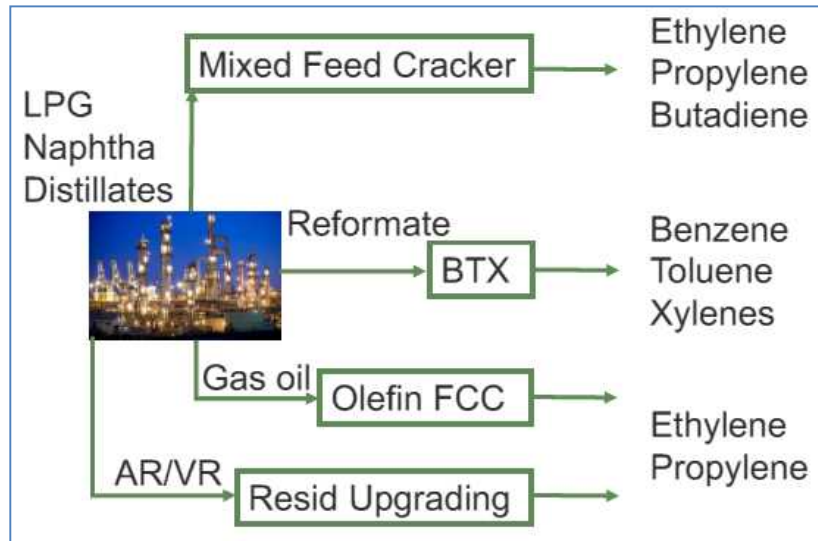 Mixed Feed Cracker
Ethylene
Propylene
Butadiene
LPG
Naphtha
Distillates
Reformate
BTX
Benzene
Toluene
Xylenes
Gas oil
Olefin FCC
AR/VR
Resid Upgrading
Ethylene
Propylene